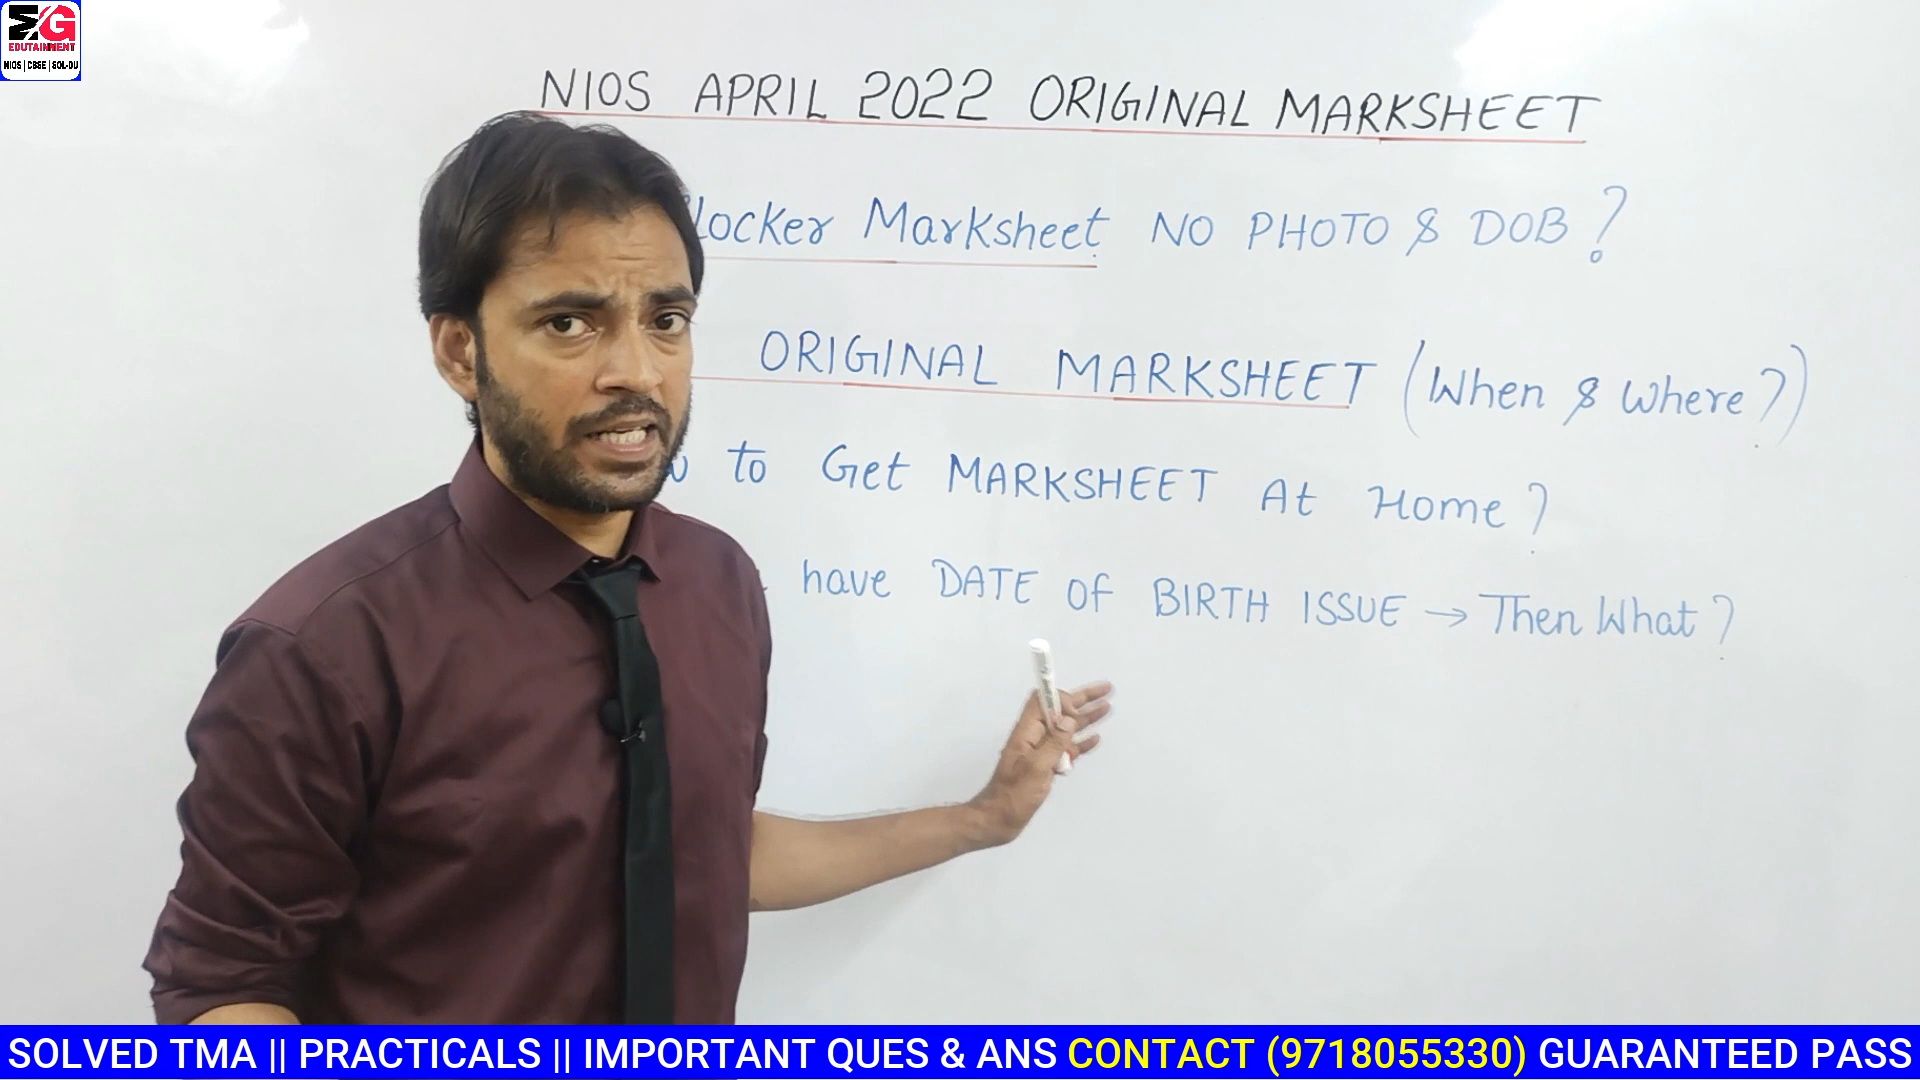 EDUTAINMENT
NIOS | CBSE | SOL-DU
NIOS APRIL 2022 ORIGINAL MARKSHEET
locker Marksheet NO PHOTO & DOB ?
ORIGINAL MARKSHEET (When & Where ?)
to Get MARKSHEET At Home ?
have DATE Of BIRTH ISSUE → Then What ?
SOLVED TMA || PRACTICALS || IMPORTANT QUES & ANS CONTACT (9718055330) GUARANTEED PASS